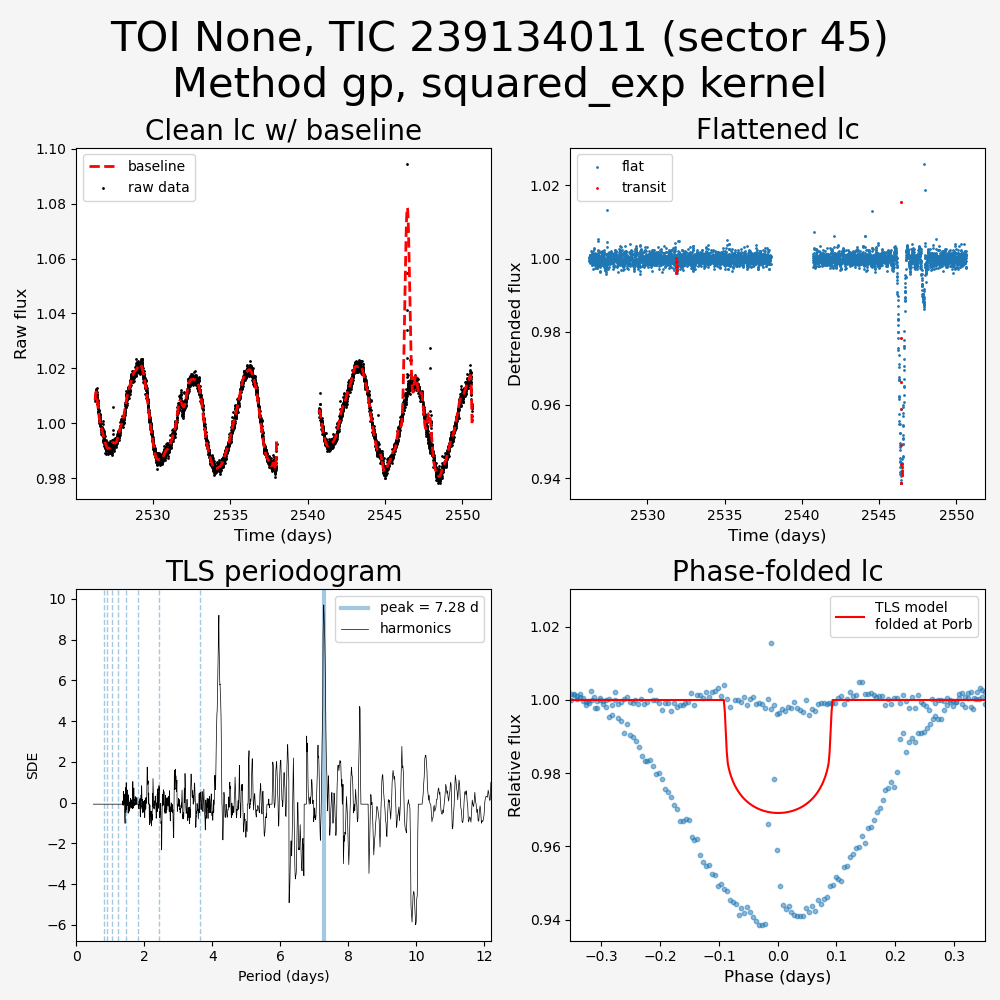 TOI None, TIC 239134011 (sector 45)
Method gp, squared_exp kernel
Clean lc w/ baseline
baseline
raw data
1.10
1.08
1.06
1.04
1.02
1.00
0.98
Raw flux
2530
2535
2540
2545
2550
Time (days)
Flattened lc
flat
transit
1.02
1.00
0.98
0.96
0.94
Detrended flux
2530
2535
2540
2545
2550
Time (days)
TLS periodogram
peak = 7.28 d
harmonics
10
8
6
4
2
0
−2
−4
−6
SDE
0
2
4
6
8
10
12
Period (days)
Phase-folded lc
TLS model
folded at Porb
1.02
1.00
0.98
0.96
0.94
Relative flux
−0.3
−0.2
−0.1
0.0
0.1
0.2
0.3
Phase (days)